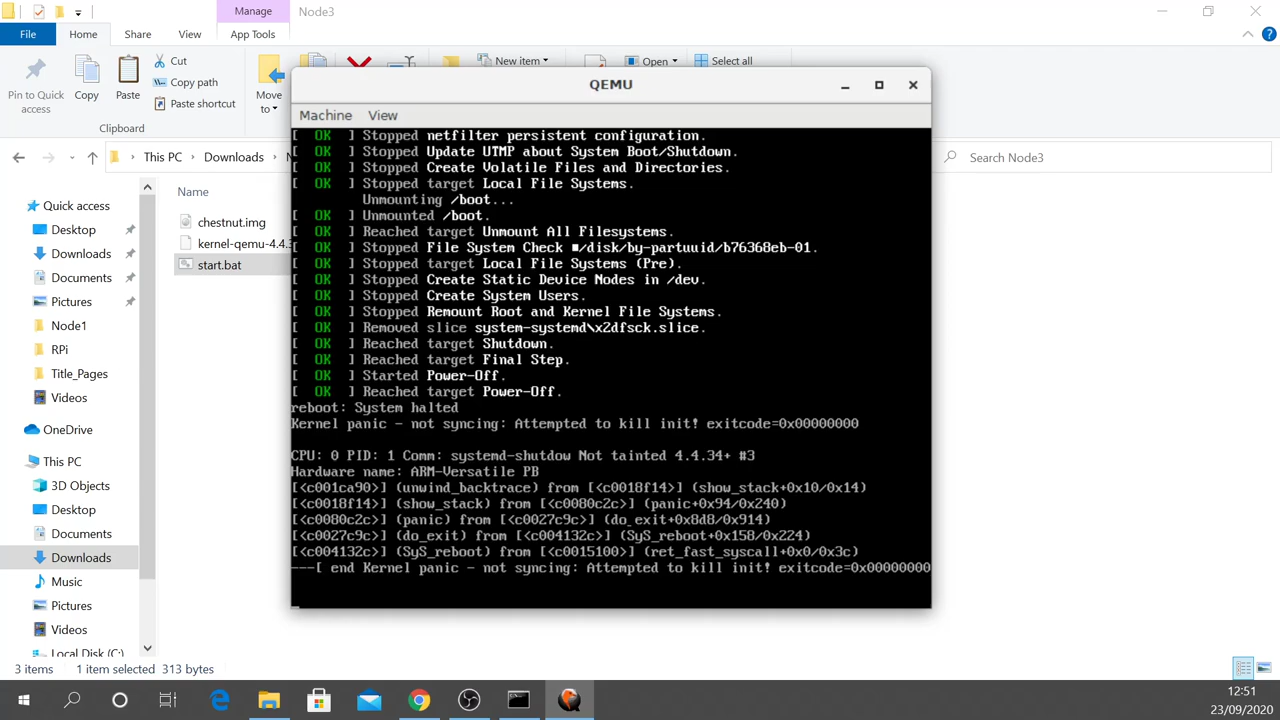 Manage
Node3
File
Home
Share
View
App Tools
Pin to Quick
access
Copy
Paste
Cut
Copy path
Paste shortcut
Clipboard
Move
to
New item
Open
Select all
This PC
Downloads
Search Node3
Quick access
Desktop
Downloads
Documents
Pictures
Node1
RPi
Title_Pages
Videos
OneDrive
This PC
3D Objects
Desktop
Documents
Downloads
Music
Pictures
Videos
Local Disk (C:)
Name
chestnut.img
kernel-qemu-4.4.3
start.bat
QEMU
Machine View
[ OK ] Stopped netfilter persistent configuration.
[ OK ] Stopped Update UTMP about System Boot/Shutdown.
[ OK ] Stopped Create Volatile Files and Directories.
[ OK ] Stopped target Local File Systems.
Unmounting /boot...
[ OK ] Unmounted /boot.
[ OK ] Reached target Unmount All Filesystems.
[ OK ] Stopped File System Check ■/disk/by-partuuid/b76368eb-01.
[ OK ] Stopped target Local File Systems (Pre).
[ OK ] Stopped Create Static Device Nodes in /dev.
[ OK ] Stopped Create System Users.
[ OK ] Stopped Remount Root and Kernel File Systems.
[ OK ] Removed slice system-systemd\x2dfsck.slice.
[ OK ] Reached target Shutdown.
[ OK ] Reached target Final Step.
[ OK ] Started Power-Off.
[ OK ] Reached target Power-Off.
reboot: System halted
Kernel panic - not syncing: Attempted to kill init! exitcode=0x00000000
CPU: 0 PID: 1 Comm: systemd-shutdow Not tainted 4.4.34+ #3
Hardware name: ARM-Versatile PB
[<c001ca90>] (unwind_backtrace) from [<c0018f14>] (show_stack+0x10/0x14)
[<c0018f14>] (show_stack) from [<c0080c2c>] (panic+0x94/0x240)
[<c0080c2c>] (panic) from [<c0027c9c>] (do_exit+0x8d8/0x914)
[<c0027c9c>] (do_exit) from [<c004132c>] (SyS_reboot+0x158/0x224)
[<c004132c>] (SyS_reboot) from [<c0015100>] (ret_fast_syscall+0x0/0x3c)
---[ end Kernel panic - not syncing: Attempted to kill init! exitcode=0x00000000
3 items
1 item selected 313 bytes
12:51
23/09/2020